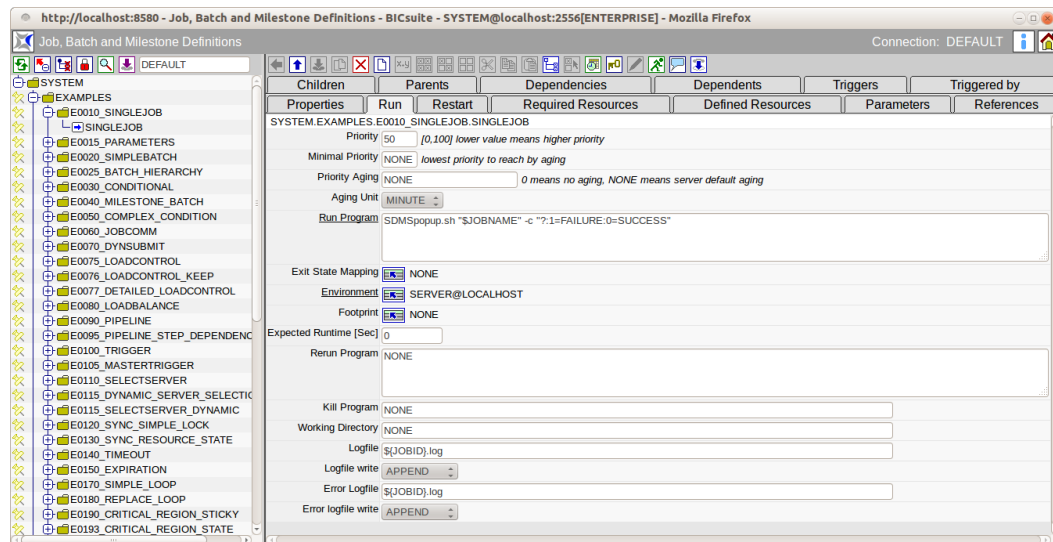 http://localhost:8580 - Job, Batch and Milestone Definitions - BICsuite - SYSTEM@localhost:2556[ENTERPRISE] - Mozilla Firefox
Job, Batch and Milestone Definitions
Connection: DEFAULT
DEFAULT
SYSTEM
EXAMPLES
E0010_SINGLEJOB
SINGLEJOB
E0015_PARAMETERS
E0020_SIMPLEBATCH
E0025_BATCH_HIERARCHY
E0030_CONDITIONAL
E0040_MILESTONE_BATCH
E0050_COMPLEX_CONDITION
E0060_JOBCOMM
E0070_DYNSUBMIT
E0075_LOADCONTROL
E0076_LOADCONTROL_KEEP
E0077_DETAILED_LOADCONTROL
E0080_LOADBALANCE
E0090_PIPELINE
E0095_PIPELINE_STEP_DEPENDENC
E0100_TRIGGER
E0105_MASTERTRIGGER
E0110_SELECTSERVER
E0115_DYNAMIC_SERVER_SELECTIO
E0115_SELECTSERVER_DYNAMIC
E0120_SYNC_SIMPLE_LOCK
E0130_SYNC_RESOURCE_STATE
E0140_TIMEOUT
E0150_EXPIRATION
E0170_SIMPLE_LOOP
E0180_REPLACE_LOOP
E0190_CRITICAL_REGION_STICKY
E0193_CRITICAL_REGION_STATE
Children Parents Dependencies Dependents Triggers Triggered by
Properties Run Restart Required Resources Defined Resources Parameters References
SYSTEM.EXAMPLES.E0010_SINGLEJOB.SINGLEJOB
Priority 50 [0,100] lower value means higher priority
Minimal Priority NONE lowest priority to reach by aging
Priority Aging NONE 0 means no aging, NONE means server default aging
Aging Unit MINUTE
Run Program SDMSpopup.sh "$JOBNAME" -c "?:1=FAILURE:0=SUCCESS"
Exit State Mapping NONE
Environment SERVER@LOCALHOST
Footprint NONE
Expected Runtime [Sec] 0
Rerun Program NONE
Kill Program NONE
Working Directory NONE
Logfile ${JOBID}.log
Logfile write APPEND
Error Logfile ${JOBID}.log
Error logfile write APPEND